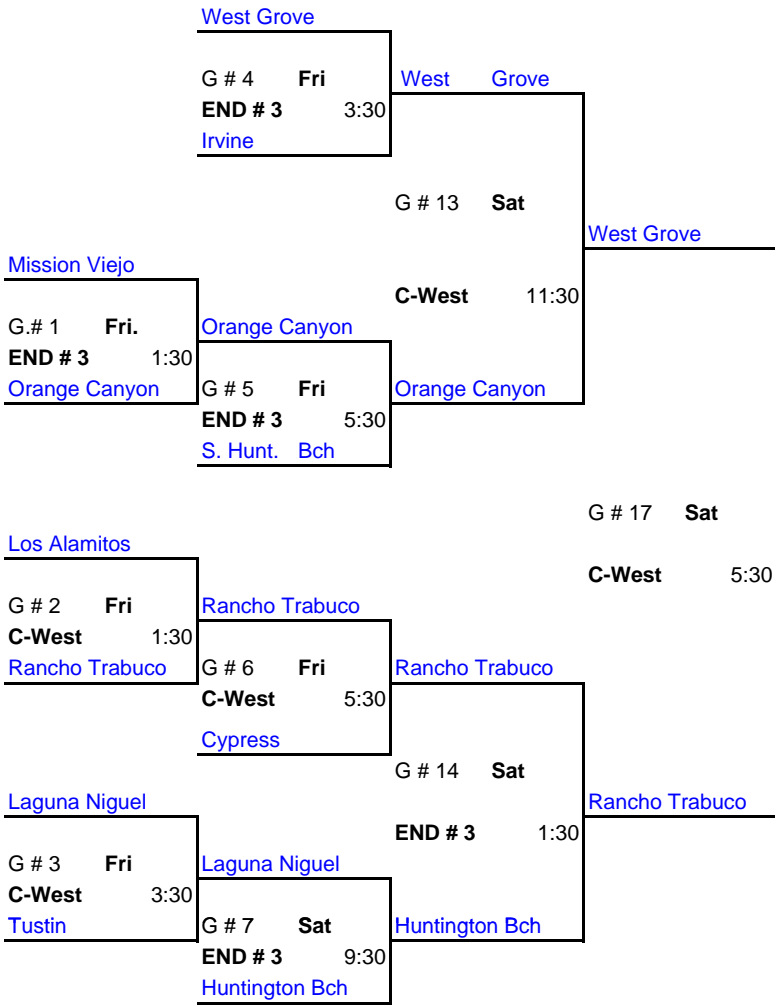 West Grove
G # 4 Fri West Grove
END # 3 3:30
Irvine
G # 13 Sat
West Grove
Mission Viejo
C-West 11:30
G.# 1 Fri. Orange Canyon
END # 3 1:30
Orange Canyon G # 5 Fri Orange Canyon
END # 3 5:30
S. Hunt. Bch
G # 17 Sat
Los Alamitos
C-West 5:30
G # 2 Fri Rancho Trabuco
C-West 1:30
Rancho Trabuco G # 6 Fri Rancho Trabuco
C-West 5:30
Cypress
G # 14 Sat
Laguna Niguel Rancho Trabuco
END # 3 1:30
G # 3 Fri Laguna Niguel
C-West 3:30
Tustin G # 7 Sat Huntington Bch
END # 3 9:30
Huntington Bch